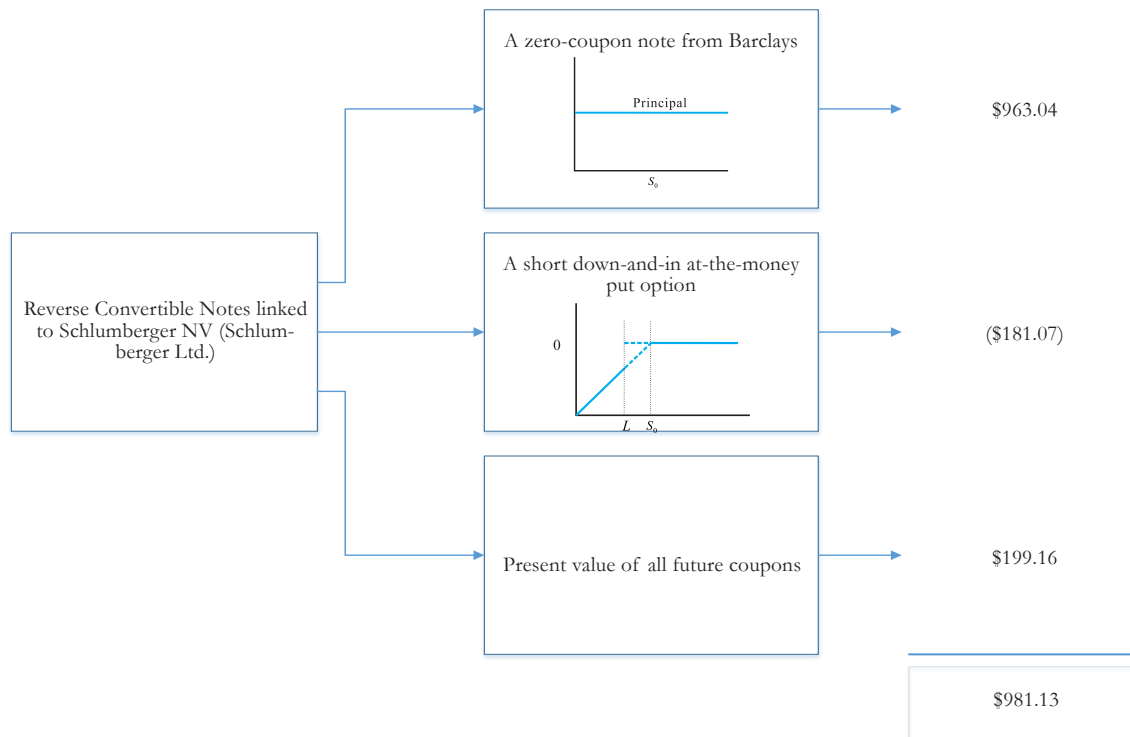 A zero-coupon note from Barclays
Principal
S₀
$963.04
Reverse Convertible Notes linked
to Schlumberger NV (Schlum-
berger Ltd.)
A short down-and-in at-the-money
put option
0
L S₀
($181.07)
Present value of all future coupons
$199.16
$981.13